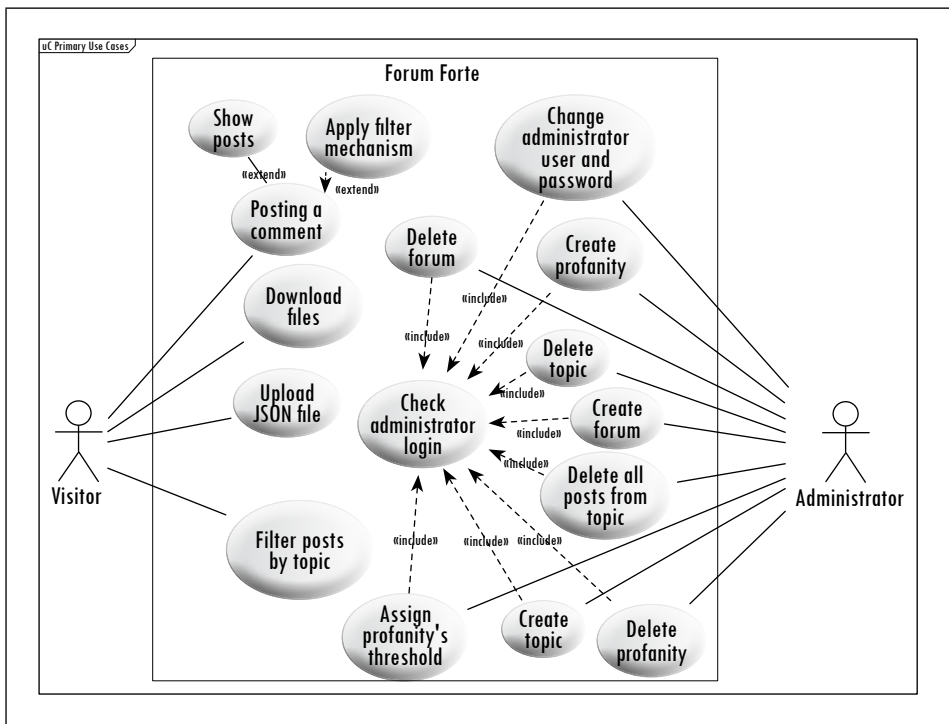 uC Primary Use Cases
Forum Forte
Show
posts
Apply filter
mechanism
Change
administrator
user and
password
«extend»
«extend»
Posting a
comment
Delete
forum
Create
profanity
Download
files
«include»
«include»
«include»
Delete
topic
Upload
JSON file
«include»
Check
administrator
login
Create
forum
«include»
«include»
Delete all
posts from
topic
Visitor
Administrator
Filter posts
by topic
«include»
«include»
«include»
Assign
profanity's
threshold
Create
topic
Delete
profanity